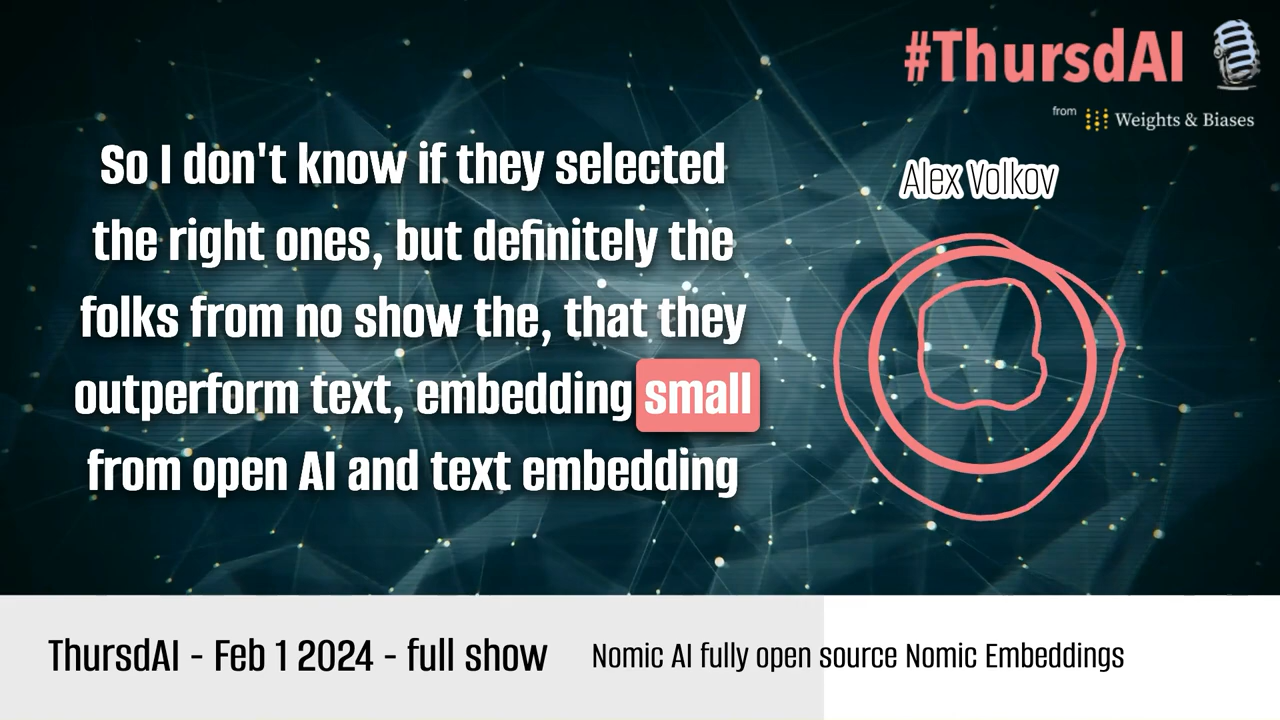 #ThursdAI
from Weights & Biases
Alex Volkov
So I don't know if they selected
the right ones, but definitely the
folks from no show the, that they
outperform text, embedding small
from open AI and text embedding
ThursdAI - Feb 1 2024 - full show
Nomic AI fully open source Nomic Embeddings